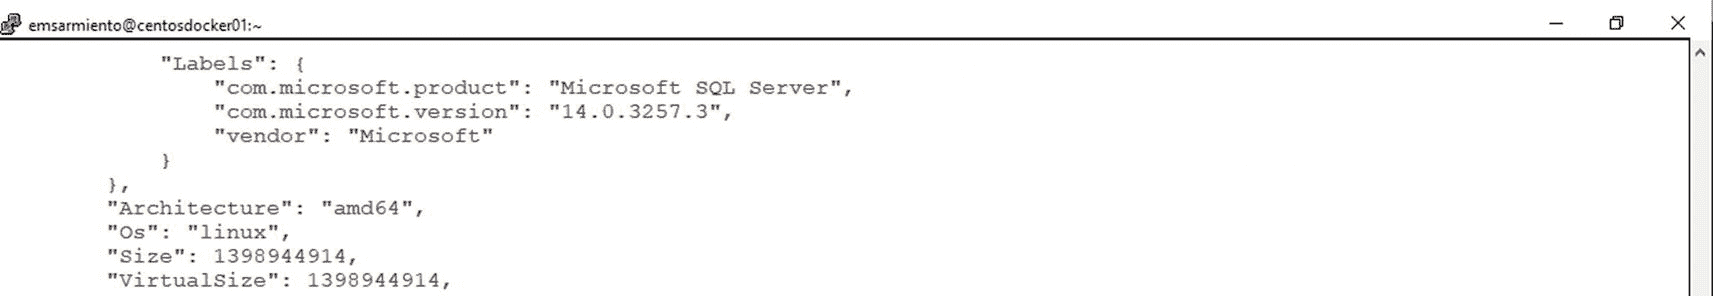 emsarmiento@centosdocker01:~
"Labels": {
"com.microsoft.product": "Microsoft SQL Server",
"com.microsoft.version": "14.0.3257.3",
"vendor": "Microsoft"
}
},
"Architecture": "amd64",
"Os": "linux",
"Size": 1398944914,
"VirtualSize": 1398944914,